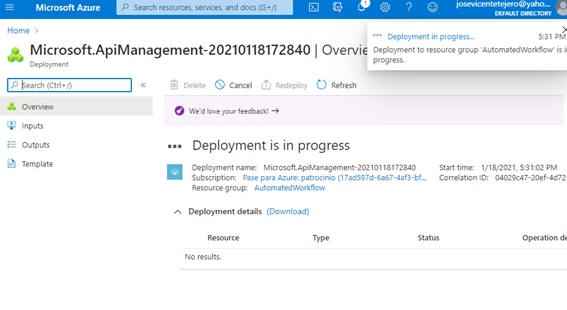 Microsoft Azure
Search resources, services, and docs (G+/)
1
josevicentetejero@yaho...
DEFAULT DIRECTORY
Home
Deployment in progress...
5:31 PM
Deployment to resource group 'AutomatedWorkflow' is in
progress.
Microsoft.ApiManagement-20210118172840 | Overview
Deployment
Search (Ctrl+/)
Delete
Cancel
Redeploy
Refresh
We'd love your feedback!
Overview
Inputs
Outputs
Template
Deployment is in progress
Deployment name: Microsoft.ApiManagement-20210118172840
Start time: 1/18/2021, 5:31:02 PM
Subscription: Pase para Azure: patrocinio (17ad597d-6a67-4af3-bf...
Correlation ID: 04029c47-20ef-4d72
Resource group: AutomatedWorkflow
Deployment details (Download)
Resource
Type
Status
Operation de
No results.